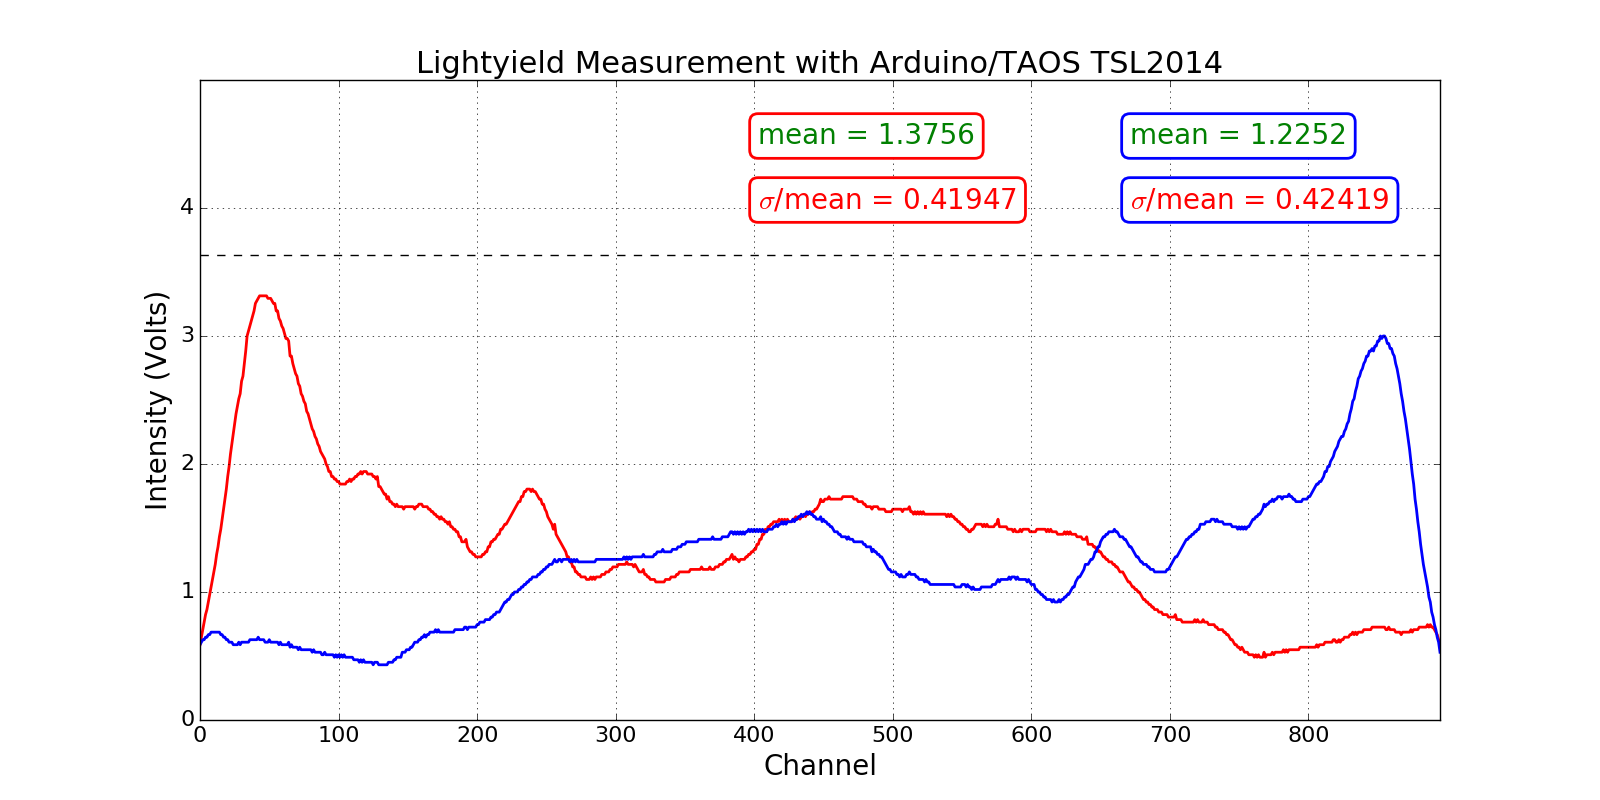 Lightyield Measurement with Arduino/TAOS TSL2014
mean = 1.3756
mean = 1.2252
σ/mean = 0.41947
σ/mean = 0.42419
4
3
2
1
0
Intensity (Volts)
0 100 200 300 400 500 600 700 800
Channel